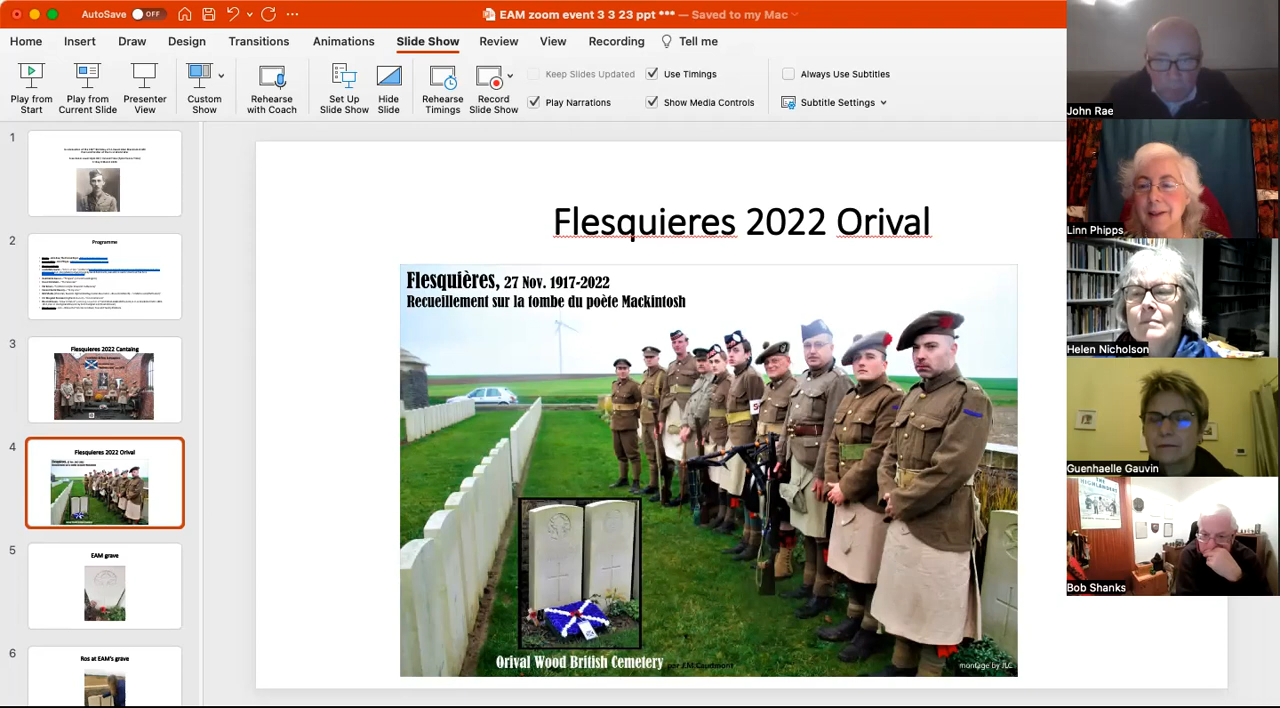 AutoSave OFF
EAM zoom event 3 3 23 ppt *** — Saved to my Mac
Home Insert Draw Design Transitions Animations Slide Show Review View Recording Tell me
Play from Start
Play from Current Slide
Presenter View
Custom Show
Rehearse with Coach
Set Up Slide Show
Hide Slide
Rehearse Timings
Record Slide Show
Keep Slides Updated
Use Timings
Play Narrations
Show Media Controls
Always Use Subtitles
Subtitle Settings
1
2
Programme
3
Flesquieres 2022 Cantaing
4
Flesquieres 2022 Orival
5
EAM grave
6
Ros at EAM's grave
Flesquieres 2022 Orival
Flesquières, 27 Nov. 1917-2022
Recueillement sur la tombe du poète Mackintosh
Orival Wood British Cemetery par J.M.Caudmont
montage by JLC
John Rae
Linn Phipps
Helen Nicholson
Guenhaelle Gauvin
THE HIGHLANDERS
Bob Shanks